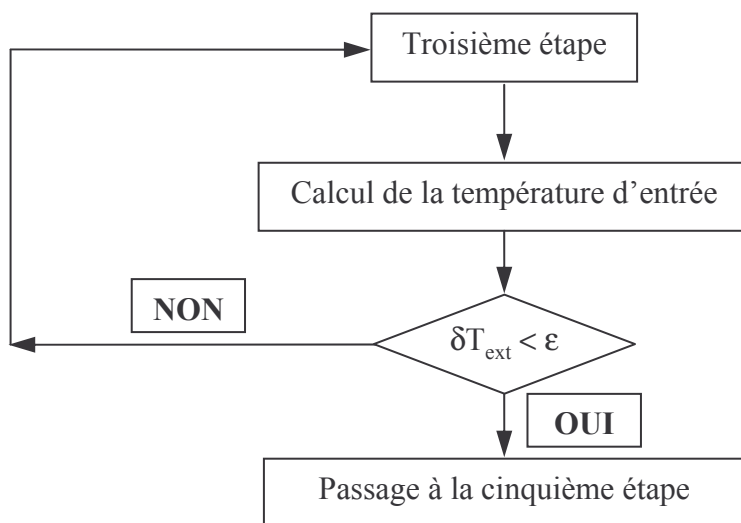 Troisième étape
Calcul de la température d’entrée
NON
δT_ext < ε
OUI
Passage à la cinquième étape